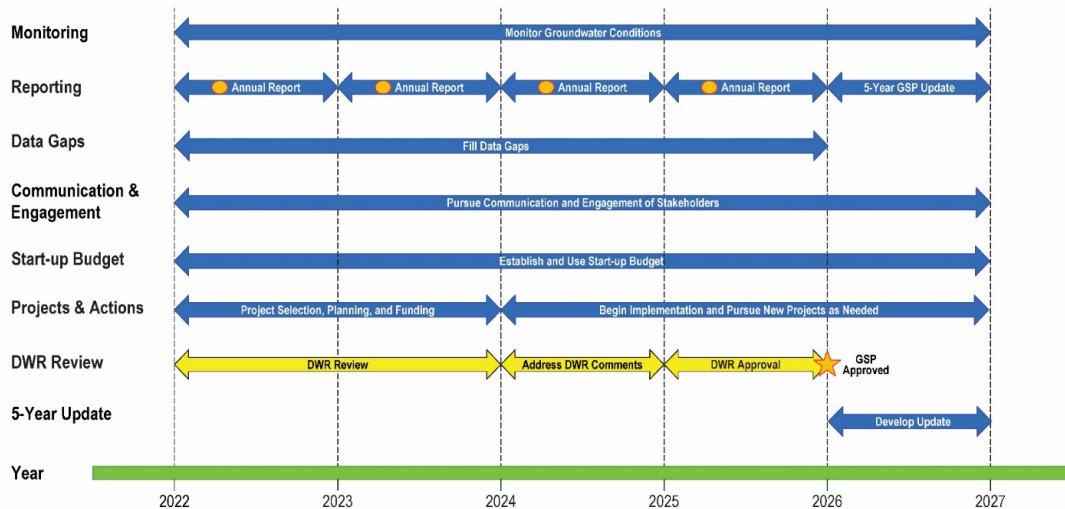 Monitoring
Monitor Groundwater Conditions
Reporting
Annual Report
Annual Report
Annual Report
Annual Report
5-Year GSP Update
Data Gaps
Fill Data Gaps
Communication &
Engagement
Pursue Communication and Engagement of Stakeholders
Start-up Budget
Establish and Use Start-up Budget
Projects & Actions
Project Selection, Planning, and Funding
Begin Implementation and Pursue New Projects as Needed
DWR Review
DWR Review
Address DWR Comments
DWR Approval
GSP
Approved
5-Year Update
Develop Update
Year
2022
2023
2024
2025
2026
2027